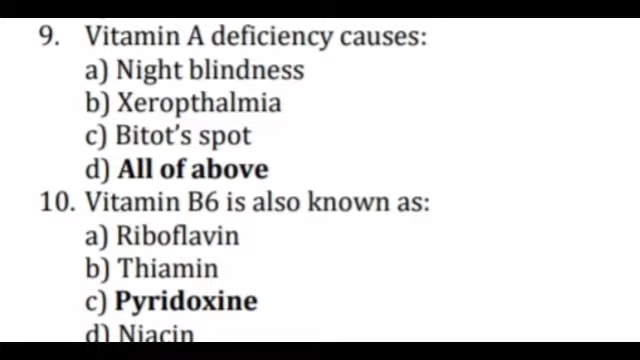 9. Vitamin A deficiency causes:
a) Night blindness
b) Xeropthalmia
c) Bitot's spot
d) All of above
10. Vitamin B6 is also known as:
a) Riboflavin
b) Thiamin
c) Pyridoxine
d) Niacin